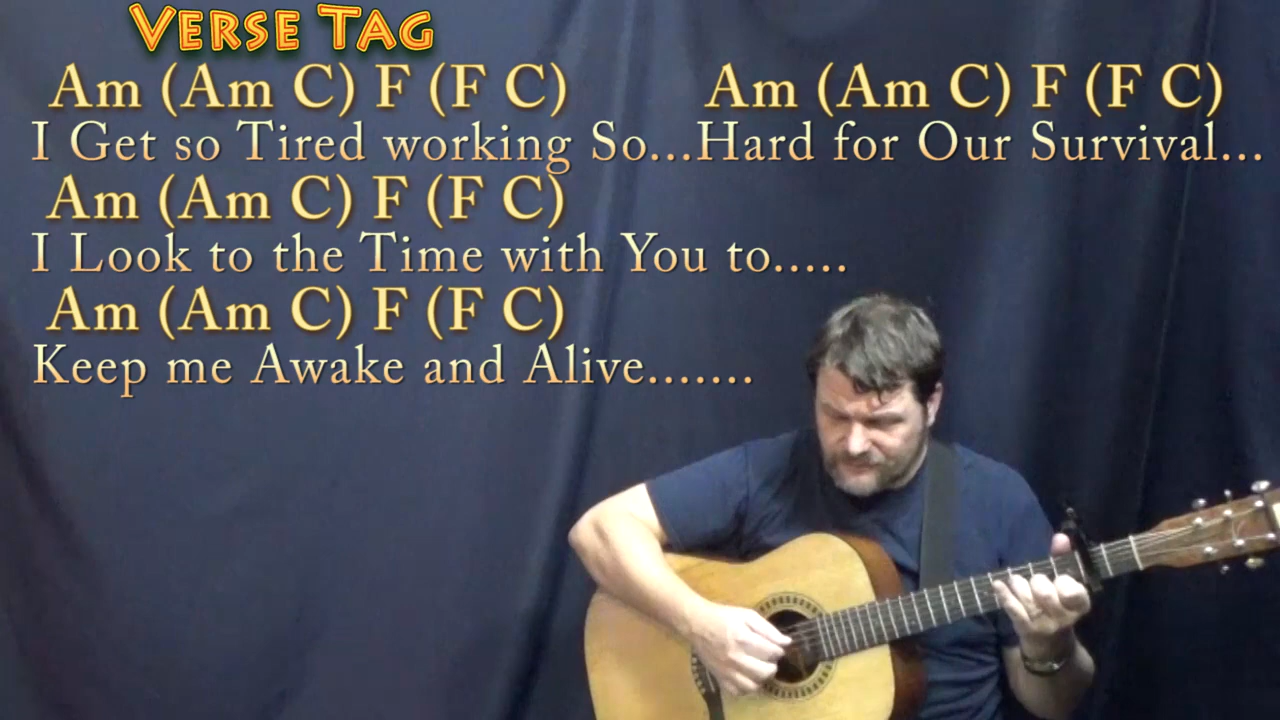 VERSE TAG
Am (Am C) F (F C) Am (Am C) F (F C)
I Get so Tired working So...Hard for Our Survival...
Am (Am C) F (F C)
I Look to the Time with You to.....
Am (Am C) F (F C)
Keep me Awake and Alive.......